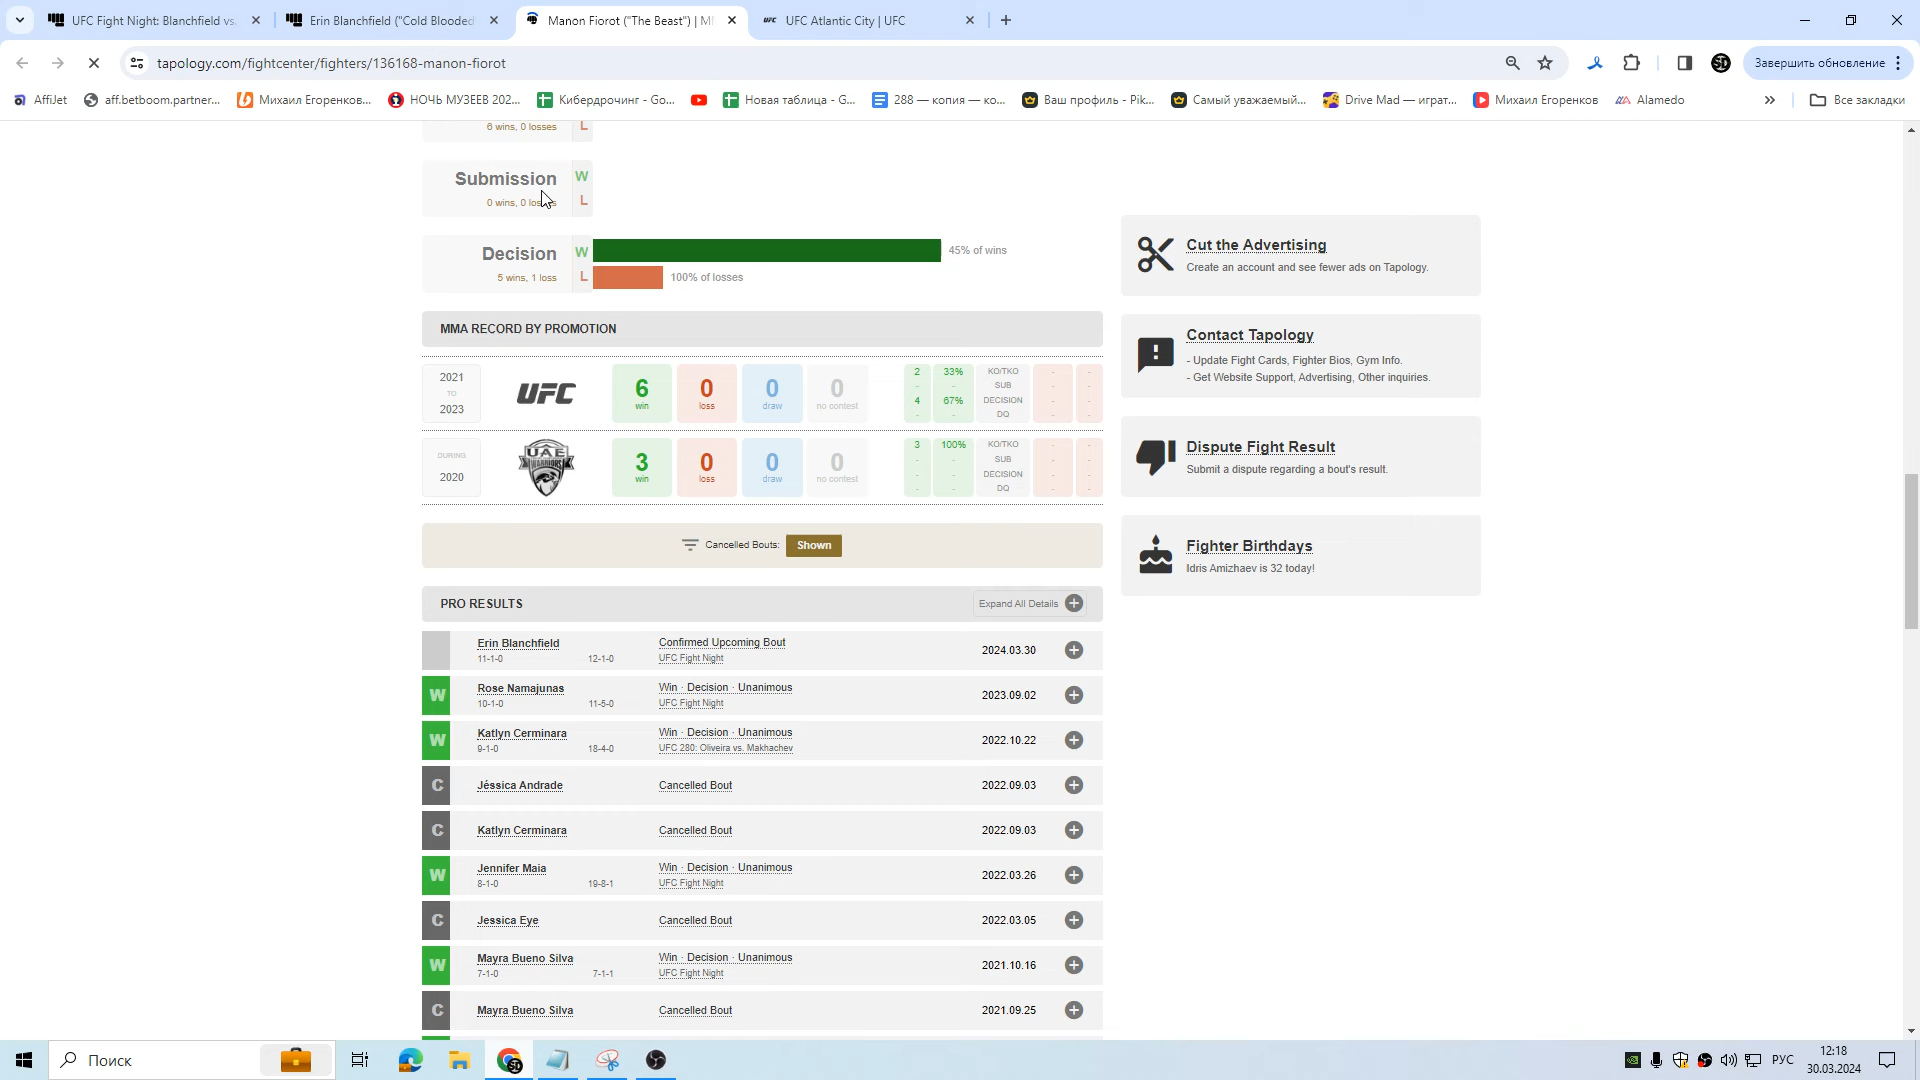 UFC Fight Night: Blanchfield vs.
Erin Blanchfield ("Cold Blooded
Manon Fiorot ("The Beast") | M
UFC Atlantic City | UFC
tapology.com/fightcenter/fighters/136168-manon-fiorot
SD
Завершить обновление
AffiJet
aff.betboom.partner...
Михаил Егоренков...
НОЧЬ МУЗЕЕВ 202...
Кибердрочинг - Go...
Новая таблица - G...
288 — копия — ко...
Ваш профиль - Pik...
Самый уважаемый...
Drive Mad — играт...
Михаил Егоренков
Alamedo
Все закладки
6 wins, 0 losses
L
Submission
W
0 wins, 0 losses
L
Decision
W
45% of wins
5 wins, 1 loss
L
100% of losses
MMA RECORD BY PROMOTION
2021
TO
2023
UFC
6
win
0
loss
0
draw
0
no contest
2 33% KO/TKO - -
- - SUB - -
4 67% DECISION - -
- - DQ - -
DURING
2020
UAE
WARRIORS
3
win
0
loss
0
draw
0
no contest
3 100% KO/TKO - -
- - SUB - -
- - DECISION - -
- - DQ - -
Cancelled Bouts: Shown
PRO RESULTS
Expand All Details
Erin Blanchfield
11-1-0 12-1-0
Confirmed Upcoming Bout
UFC Fight Night
2024.03.30
W
Rose Namajunas
10-1-0 11-5-0
Win · Decision · Unanimous
UFC Fight Night
2023.09.02
W
Katlyn Cerminara
9-1-0 18-4-0
Win · Decision · Unanimous
UFC 280: Oliveira vs. Makhachev
2022.10.22
C
Jéssica Andrade
Cancelled Bout
2022.09.03
C
Katlyn Cerminara
Cancelled Bout
2022.09.03
W
Jennifer Maia
8-1-0 19-8-1
Win · Decision · Unanimous
UFC Fight Night
2022.03.26
C
Jessica Eye
Cancelled Bout
2022.03.05
W
Mayra Bueno Silva
7-1-0 7-1-1
Win · Decision · Unanimous
UFC Fight Night
2021.10.16
C
Mayra Bueno Silva
Cancelled Bout
2021.09.25
Cut the Advertising
Create an account and see fewer ads on Tapology.
Contact Tapology
- Update Fight Cards, Fighter Bios, Gym Info.
- Get Website Support, Advertising, Other inquiries.
Dispute Fight Result
Submit a dispute regarding a bout's result.
Fighter Birthdays
Idris Amizhaev is 32 today!
Поиск
РУС
12:18
30.03.2024